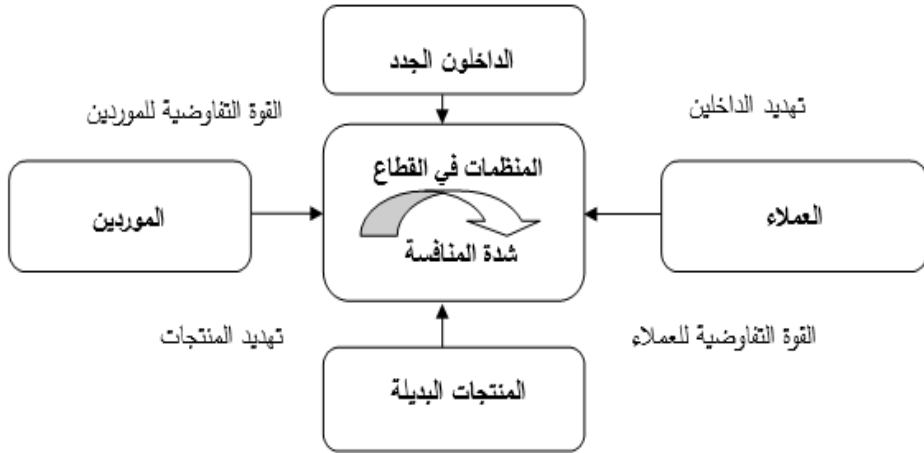 الداخلون الجدد
تهديد الداخلين
القوة التفاوضية للموردين
المنظمات في القطاع
العملاء
الموردين
شدة المنافسة
القوة التفاوضية للعملاء
تهديد المنتجات
المنتجات البديلة